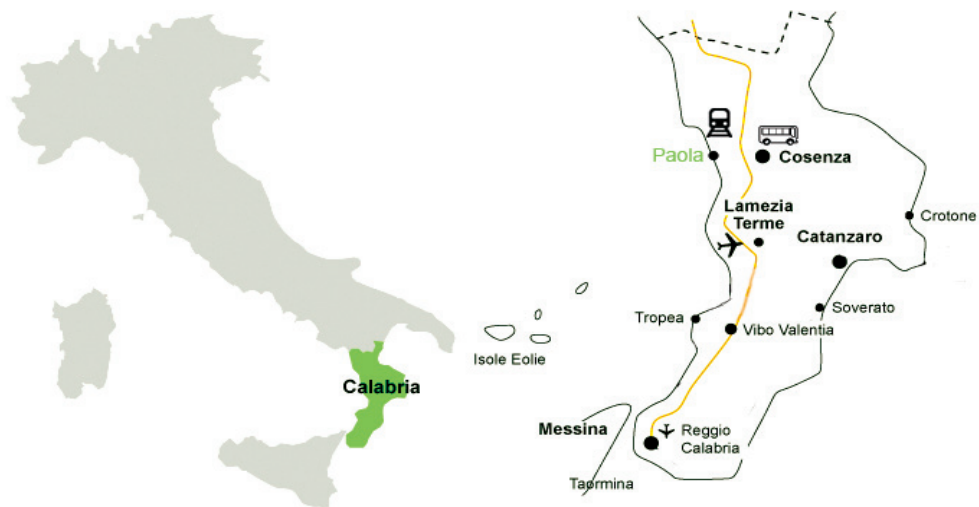 Calabria
Paola
Cosenza
Lamezia
Terme
Catanzaro
Crotone
Tropea
Soverato
Vibo Valentia
Isole Eolie
Messina
Reggio
Calabria
Taormina